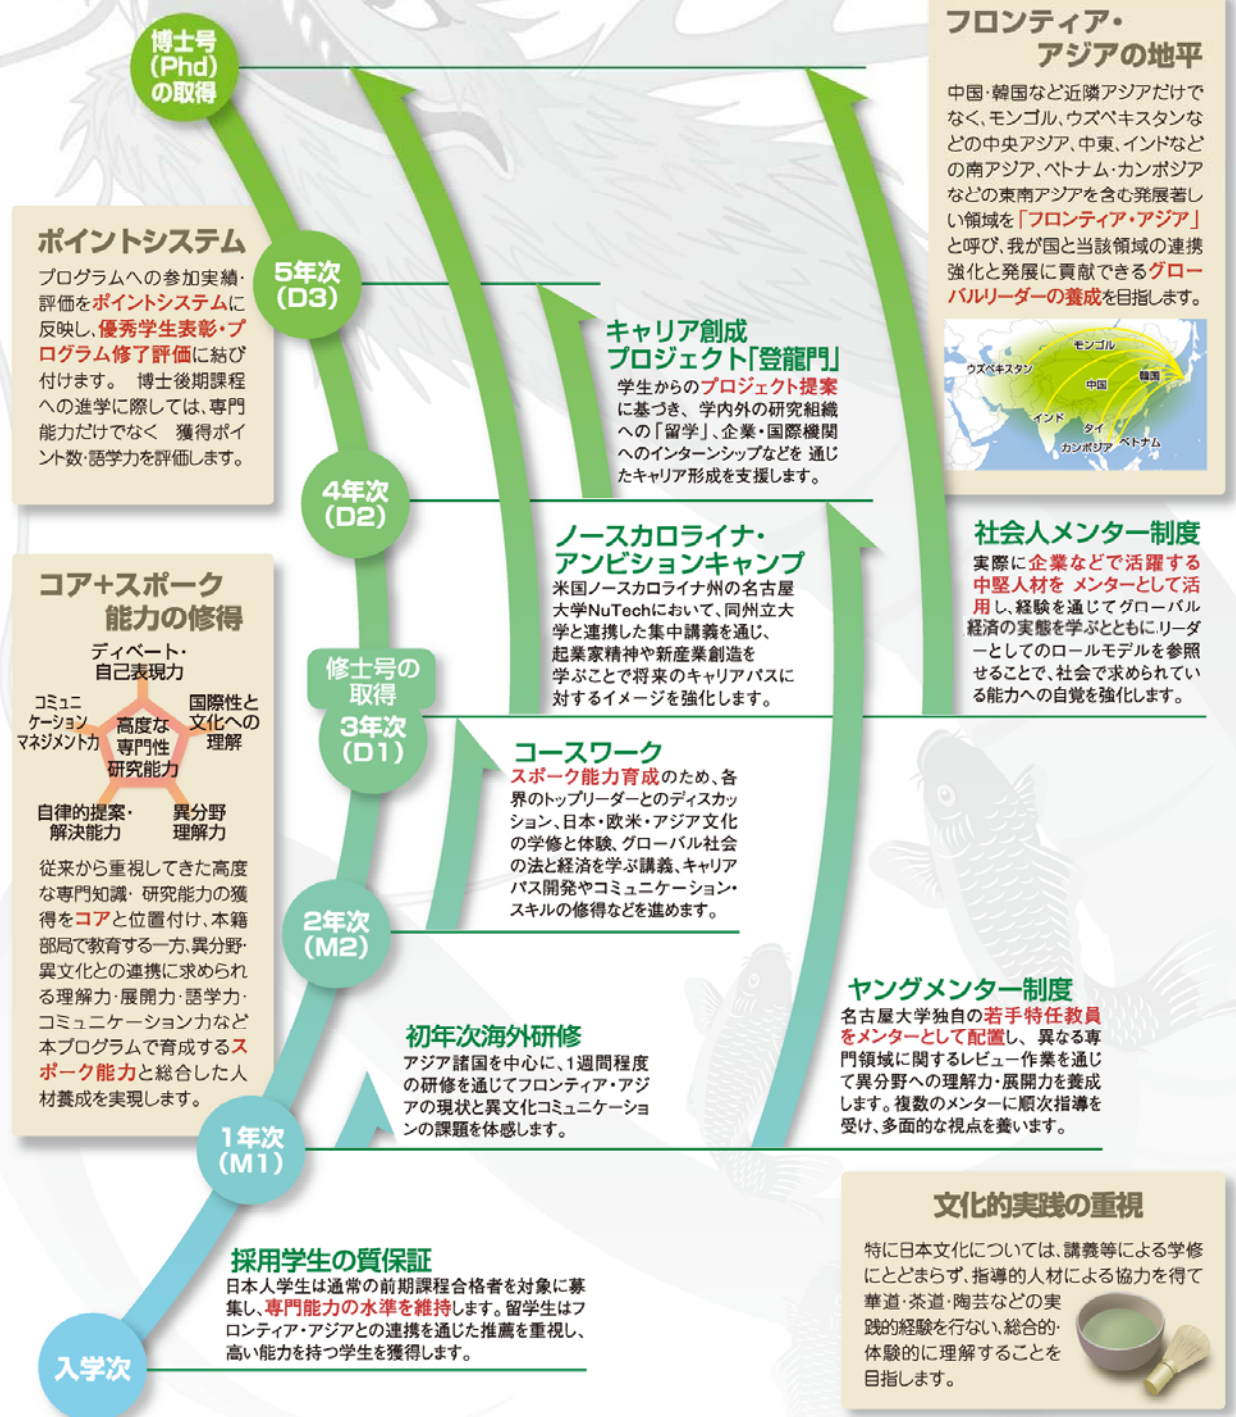 博士号
(Phd)
の取得
フロンティア・
アジアの地平
中国・韓国など近隣アジアだけで
なく、モンゴル、ウズベキスタンな
どの中央アジア、中東、インドなど
の南アジア、ベトナム・カンボジア
などの東南アジアを含む発展著し
い領域を「フロンティア・アジア」
と呼び、我が国と当該領域の連携
強化と発展に貢献できるグロー
バルリーダーの養成を目指します。
モンゴル
ウズベキスタン
中国
韓国
インド
タイ
カンボジア
ベトナム
ポイントシステム
プログラムへの参加実績・
評価をポイントシステムに
反映し、優秀学生表彰・プ
ログラム修了評価に結び
付けます。 博士後期課程
への進学に際しては、専門
能力だけでなく 獲得ポイ
ント数・語学力を評価します。
5年次
(D3)
キャリア創成
プロジェクト「登龍門」
学生からのプロジェクト提案
に基づき、 学内外の研究組織
への「留学」、企業・国際機関
へのインターンシップなどを 通じ
たキャリア形成を支援します。
4年次
(D2)
ノースカロライナ・
アンビションキャンプ
米国ノースカロライナ州の名古屋
大学NuTechにおいて、同州立大
学と連携した集中講義を通じ、
起業家精神や新産業創造を
学ぶことで将来のキャリアパスに
対するイメージを強化します。
社会人メンター制度
実際に企業などで活躍する
中堅人材を メンターとして活
用し、経験を通じてグローバル
経済の実態を学ぶとともに、リーダ
ーとしてのロールモデルを参照
せることで、社会で求められてい
る能力への自覚を強化します。
コア+スポーク
能力の修得
ディベート・
自己表現力
コミュニ
ケーション
マネジメント力
国際性と
文化への
理解
高度な
専門性
研究能力
自律的提案・
解決能力
異分野
理解力
従来から重視してきた高度
な専門知識・ 研究能力の獲
得をコアと位置付け、本籍
部局で教育する一方、異分野・
異文化との連携に求められ
る理解力・展開力・語学力・
コミュニケーション力など
本プログラムで育成するス
ポーク能力と総合した人
材養成を実現します。
修士号の
取得
3年次
(D1)
コースワーク
スポーク能力育成のため、各
界のトップリーダーとのディスカッ
ション、日本・欧米・アジア文化
の学修と体験、グローバル社会
の法と経済を学ぶ講義、キャリア
パス開発やコミュニケーション・
スキルの修得などを進めます。
2年次
(M2)
ヤングメンター制度
名古屋大学独自の若手特任教員
をメンターとして配置し、 異なる専
門領域に関するレビュー作業を通じ
て異分野への理解力・展開力を養成
します。複数のメンターに順次指導を
受け、多面的な視点を養います。
初年次海外研修
アジア諸国を中心に、1週間程度
の研修を通じてフロンティア・アジ
アの現状と異文化コミュニケーショ
ンの課題を体感します。
1年次
(M1)
採用学生の質保証
日本人学生は通常の前期課程合格者を対象に募
集し、専門能力の水準を維持します。留学生はフ
ロンティア・アジアとの連携を通じた推薦を重視し、
高い能力を持つ学生を獲得します。
入学次
文化的実践の重視
特に日本文化については、講義等による学修
にとどまらず、指導的人材による協力を得て
華道・茶道・陶芸などの実
践的経験を行ない、総合的・
体験的に理解することを
目指します。